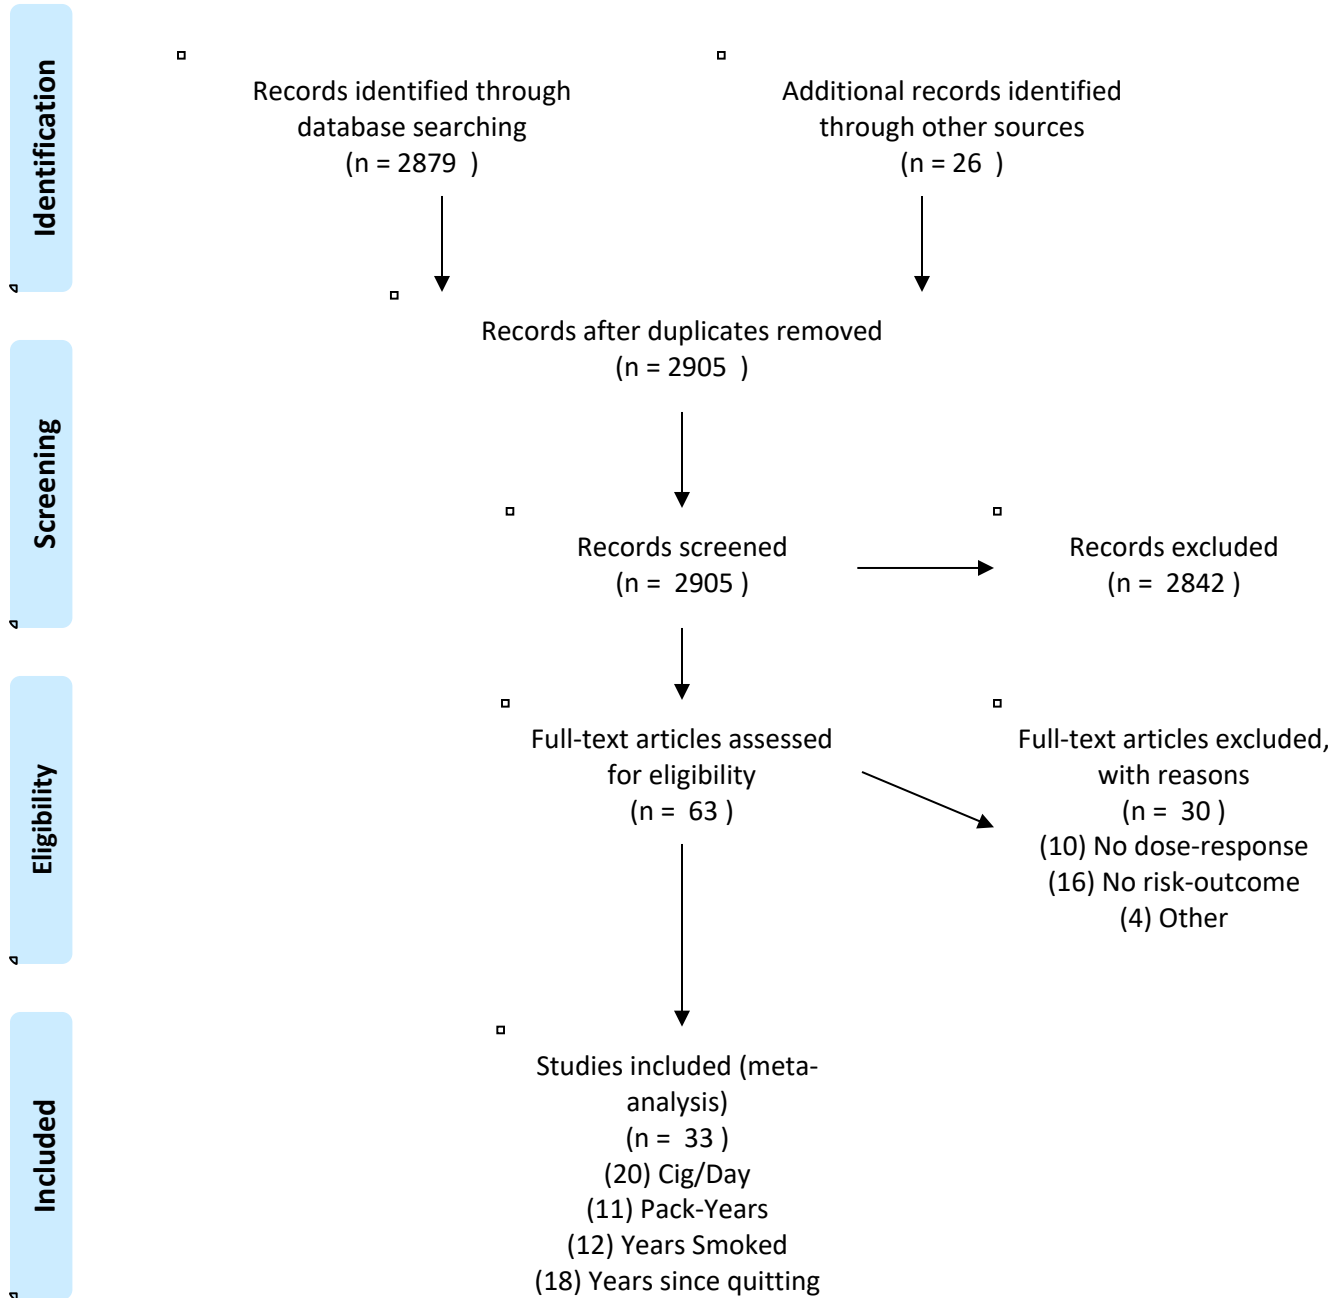 Identification
Records identified through
database searching
(n = 2879  )
Additional records identified
through other sources
(n = 26  )
Records after duplicates removed
(n = 2905  )
Screening
Records screened
(n =  2905 )
Records excluded
(n =  2842 )
Eligibility
Full-text articles assessed
for eligibility
(n =  63 )
Full-text articles excluded,
with reasons
(n =  30 )
(10) No dose-response
(16) No risk-outcome
(4) Other
Included
Studies included (meta-
analysis)
(n =  33 )
(20) Cig/Day
(11) Pack-Years
(12) Years Smoked
(18) Years since quitting